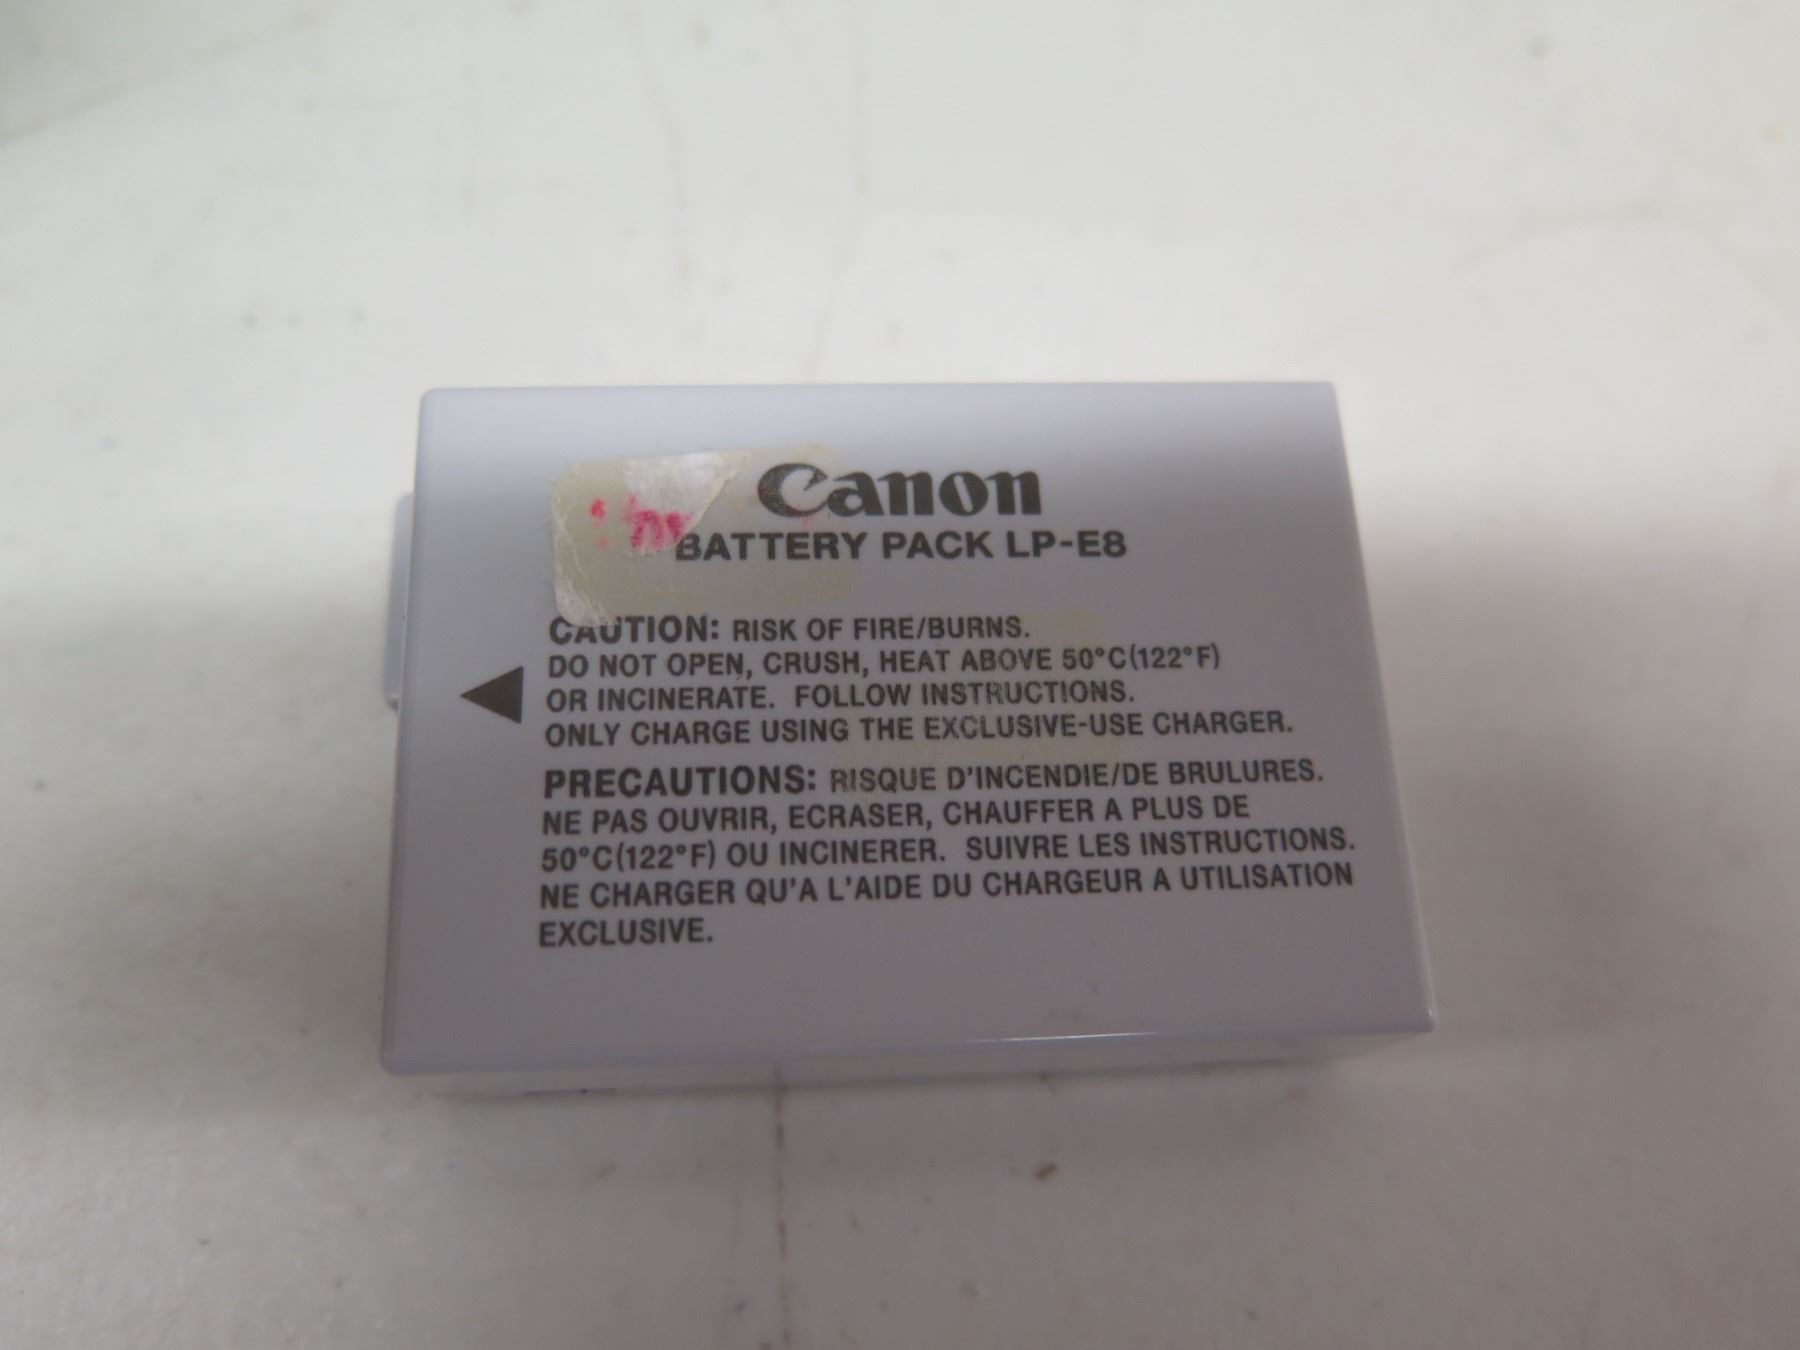 Canon
BATTERY PACK LP-E8
CAUTION: RISK OF FIRE/BURNS.
DO NOT OPEN, CRUSH, HEAT ABOVE 50°C(122°F)
OR INCINERATE. FOLLOW INSTRUCTIONS.
ONLY CHARGE USING THE EXCLUSIVE-USE CHARGER.
PRECAUTIONS: RISQUE D'INCENDIE/DE BRULURES.
NE PAS OUVRIR, ECRASER, CHAUFFER A PLUS DE
50°C(122°F) OU INCINERER. SUIVRE LES INSTRUCTIONS.
NE CHARGER QU'A L'AIDE DU CHARGEUR A UTILISATION
EXCLUSIVE.